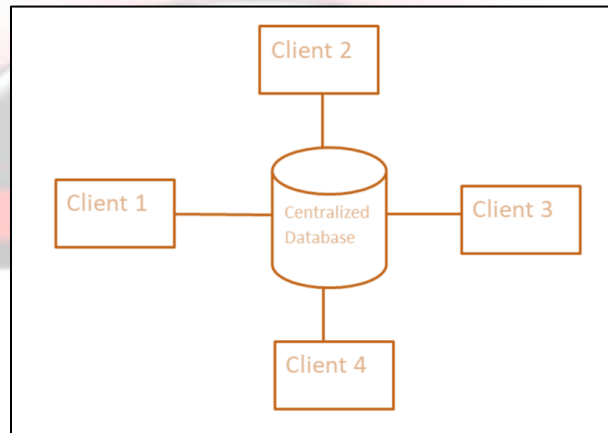 Client 2
Client 1
Centralized
Database
Client 3
Client 4